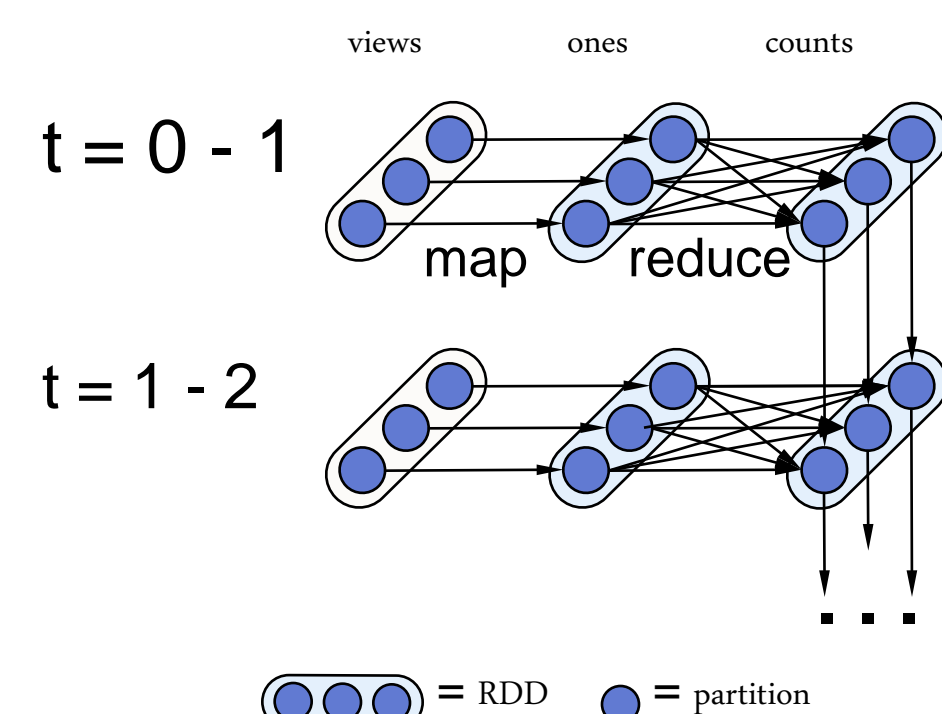 views ones counts
t = 0 - 1
map reduce
t = 1 - 2
. . .
= RDD = partition